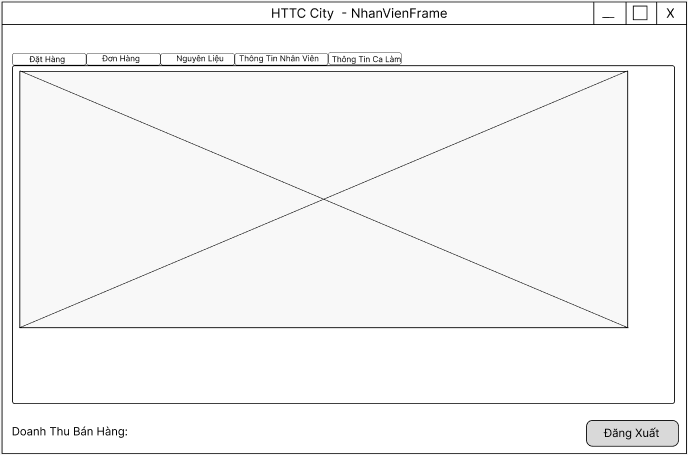 HTTC City - NhanVienFrame
X
Đặt Hàng
Đơn Hàng
Nguyên Liệu
Thông Tin Nhân Viên
Thông Tin Ca Làm
Doanh Thu Bán Hàng:
Đăng Xuất